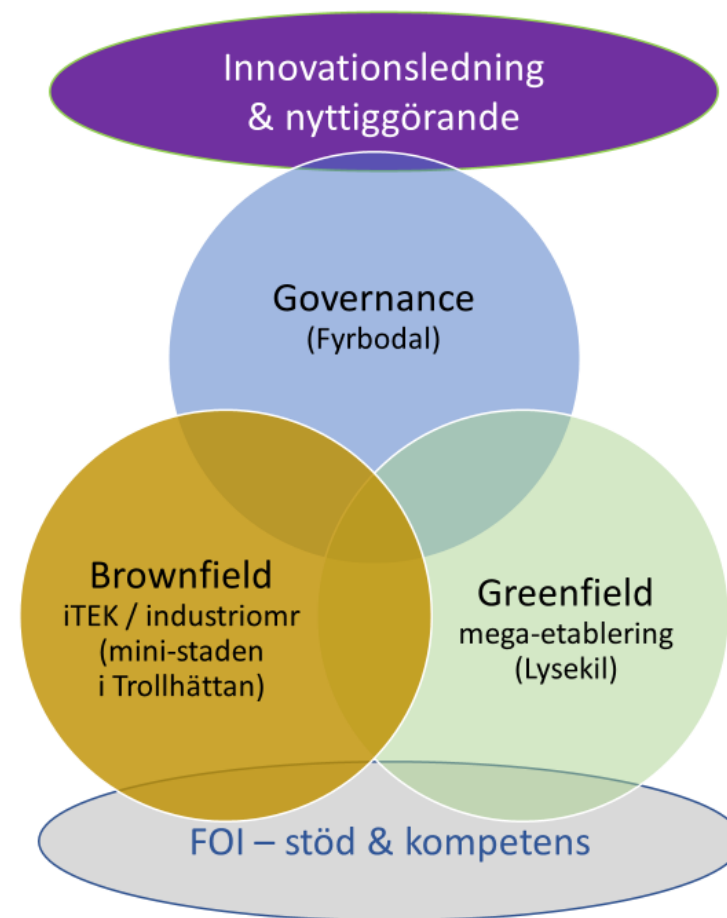 Innovationsledning
& nyttiggörande
Governance
(Fyrbodal)
Brownfield
iTEK / industriomr
(mini-staden
i Trollhättan)
Greenfield
mega-etablering
(Lysekil)
FOI – stöd & kompetens